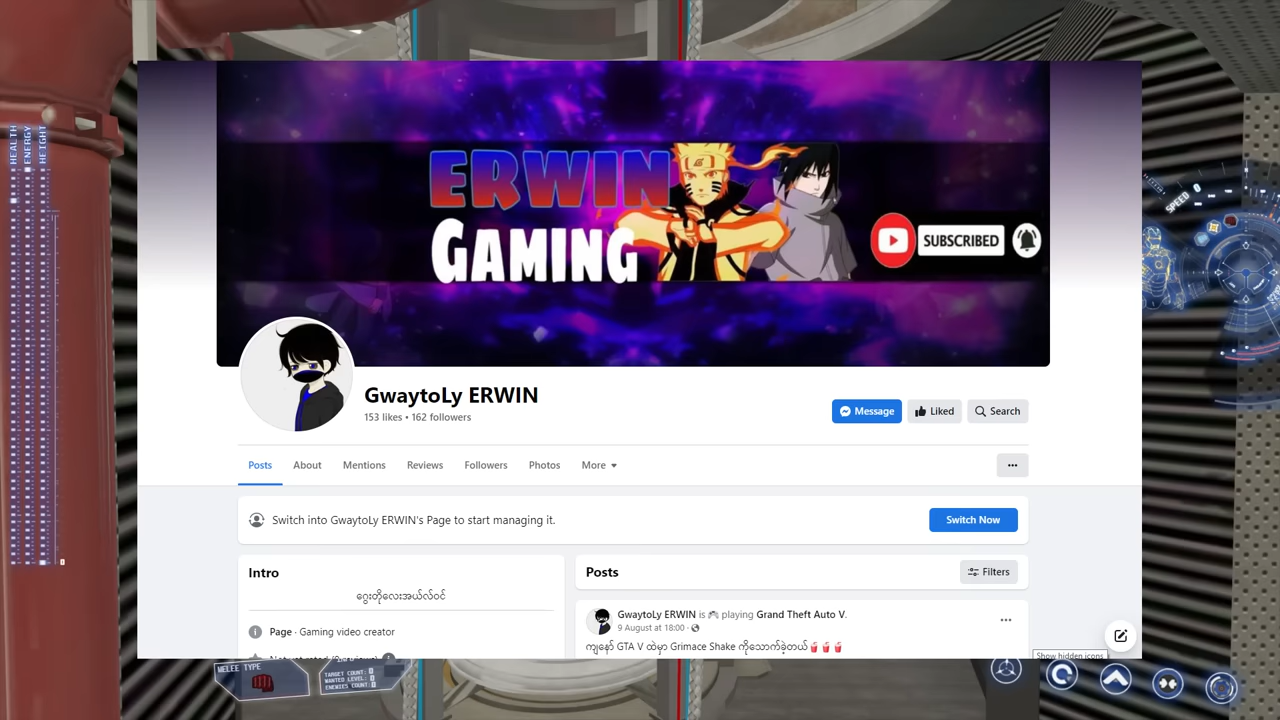 HEALTH
ENERGY
HEIGHT
ERWIN
GAMING
SUBSCRIBED
SPEED 0
GwaytoLy ERWIN
153 likes • 162 followers
Message
Liked
Search
Posts
About
Mentions
Reviews
Followers
Photos
More
Switch into GwaytoLy ERWIN's Page to start managing it.
Switch Now
Intro
ဂွေးတိုလေးအယ်လ်ဝင်
Page · Gaming video creator
Posts
Filters
GwaytoLy ERWIN is playing Grand Theft Auto V.
9 August at 18:00 ·
ကျနော် GTA V ထဲမှာ Grimace Shake ကိုသောက်ခဲ့တယ်🥤🥤🥤
Show hidden icons
MELEE TYPE
TARGET COUNT:
WANTED LEVEL:
ENEMIES COUNT: